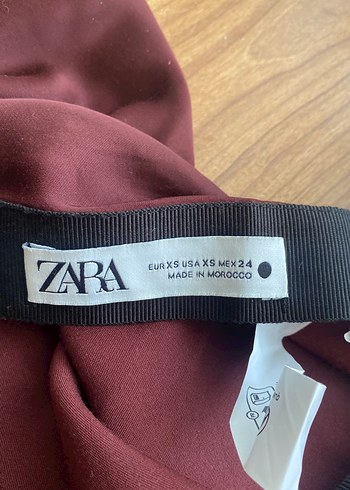 ZARA
EUR XS USA XS MEX 24
MADE IN MOROCCO